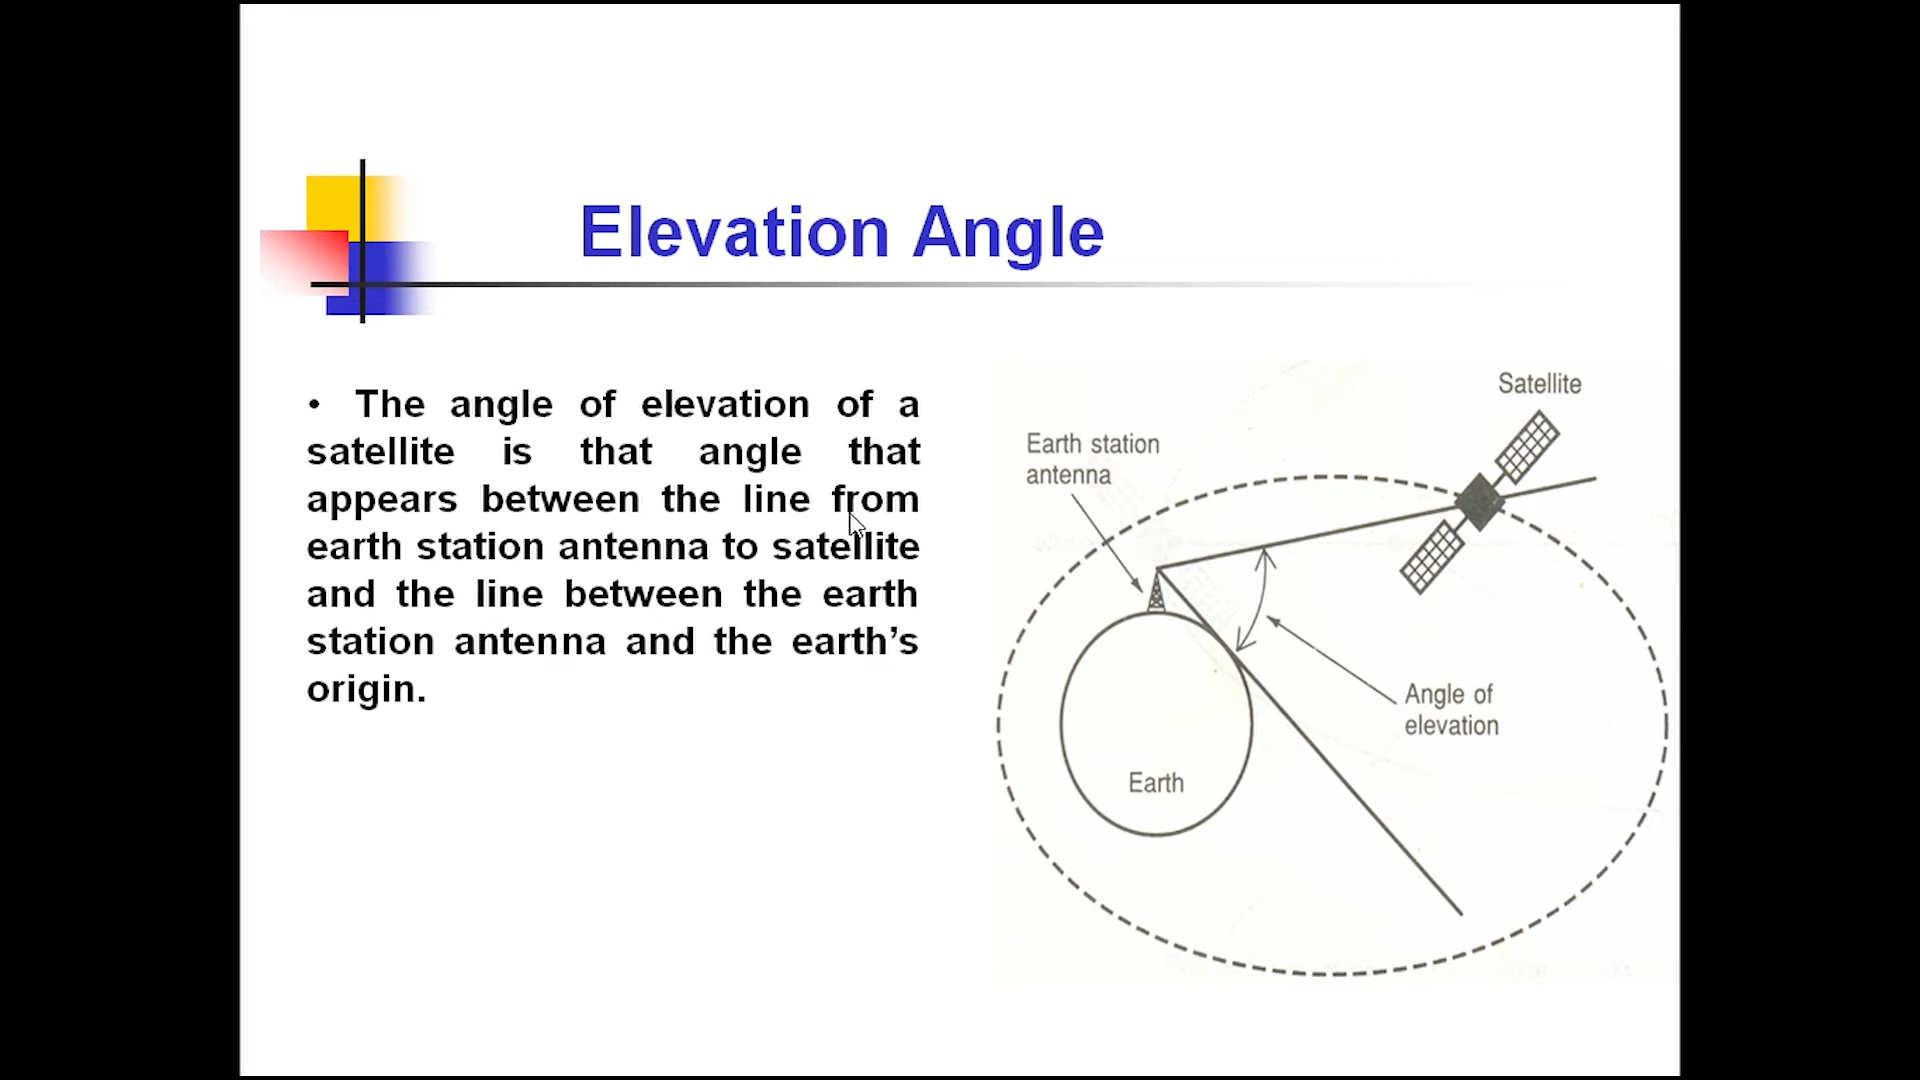 Elevation Angle
• The angle of elevation of a
satellite is that angle that
appears between the line from
earth station antenna to satellite
and the line between the earth
station antenna and the earth’s
origin.
Satellite
Earth station
antenna
Angle of
elevation
Earth